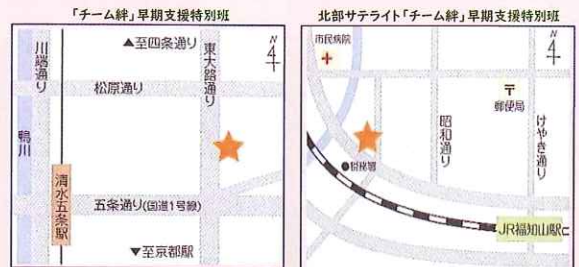 「チーム絆」早期支援特別班
▲至四条通り
川端通り
東大路通り
N
松原通り
鴨川
清水五条駅
五条通り(国道1号線)
▼至京都駅
北部サテライト「チーム絆」早期支援特別班
市民病院
N
〒
郵便局
昭和通り
けやき通り
●税務署
JR福知山駅